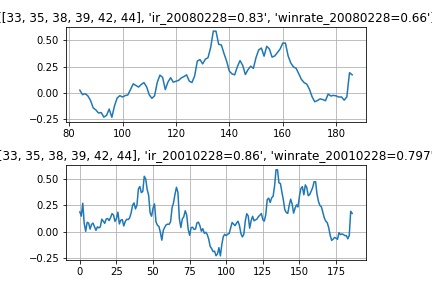 [33, 35, 38, 39, 42, 44], 'ir_20080228=0.83', 'winrate_20080228=0.66'
0.50
0.25
0.00
−0.25
80 100 120 140 160 180
[33, 35, 38, 39, 42, 44], 'ir_20010228=0.86', 'winrate_20010228=0.797'
0.50
0.25
0.00
−0.25
0 25 50 75 100 125 150 175